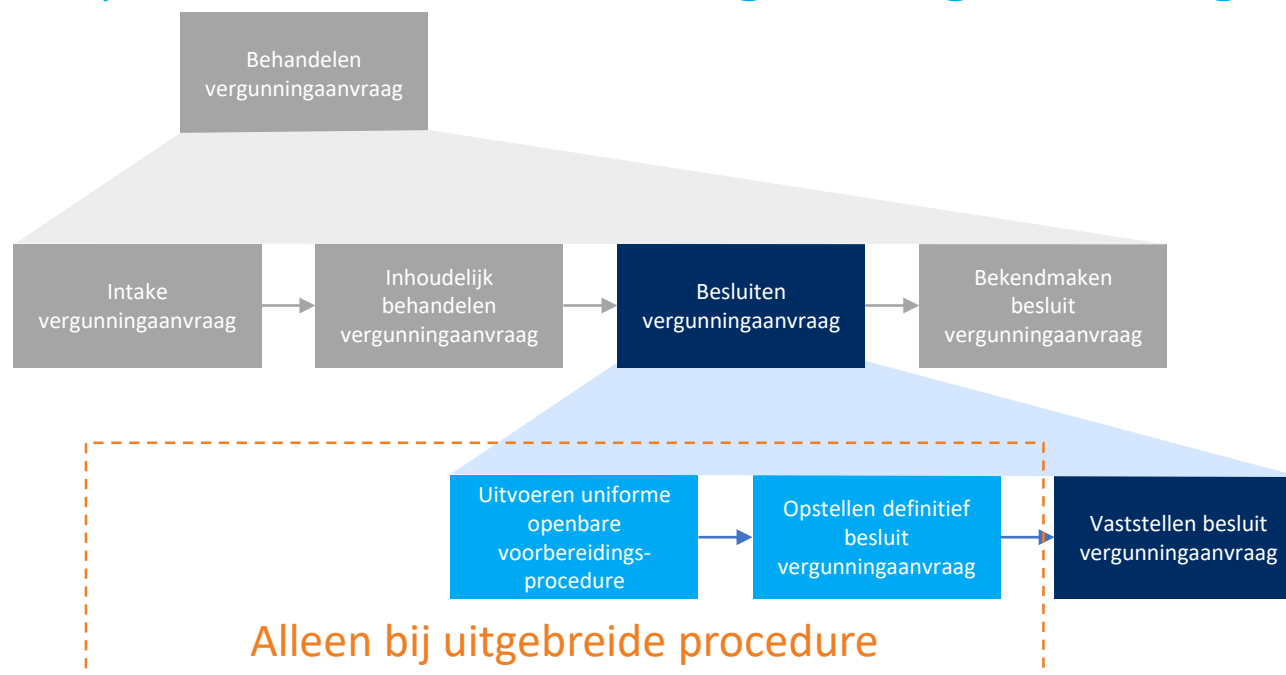 Behandelen
vergunningaanvraag
Intake
vergunningaanvraag
Inhoudelijk
behandelen
vergunningaanvraag
Besluiten
vergunningaanvraag
Bekendmaken
besluit
vergunningaanvraag
Uitvoeren uniforme
openbare
voorbereidings-
procedure
Opstellen definitief
besluit
vergunningaanvraag
Vaststellen besluit
vergunningaanvraag
Alleen bij uitgebreide procedure